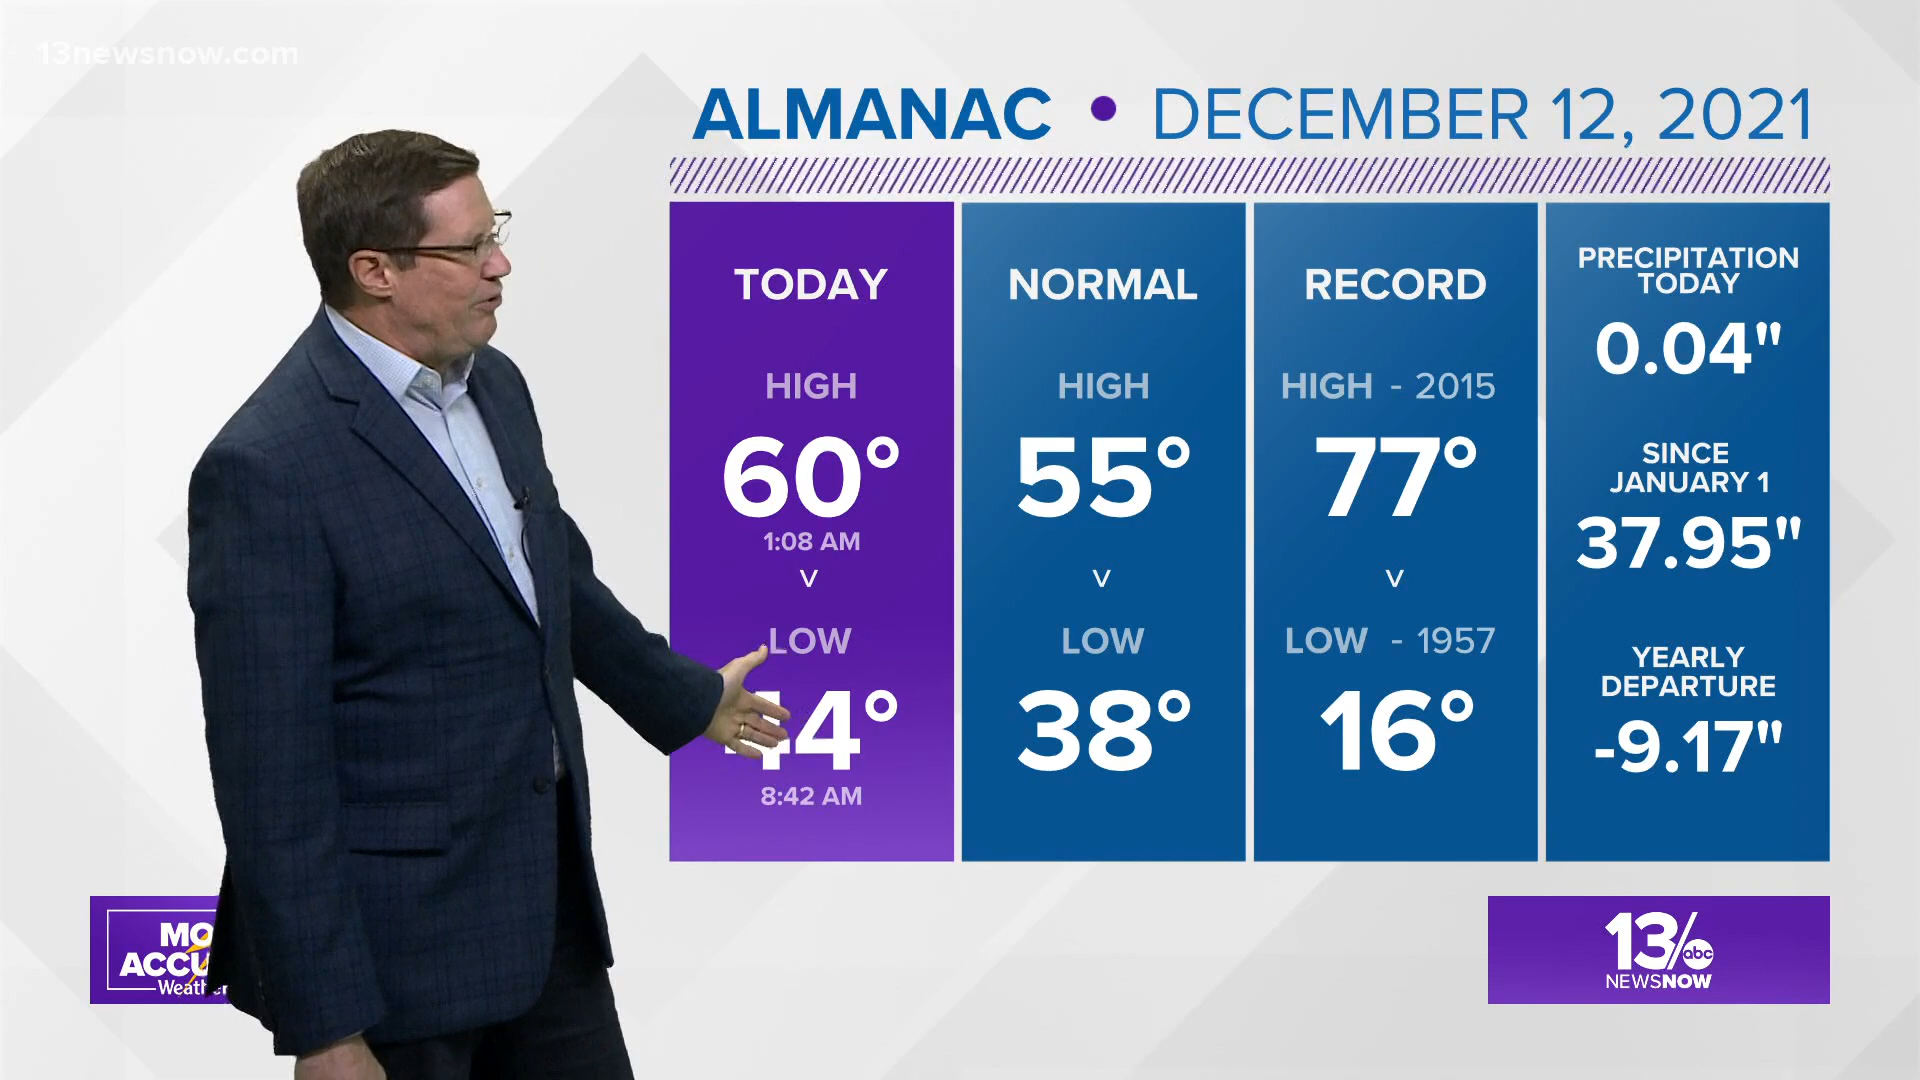 13newsnow.com
ALMANAC • DECEMBER 12, 2021
TODAY
HIGH
60°
1:08 AM
v
LOW
44°
8:42 AM
NORMAL
HIGH
55°
v
LOW
38°
RECORD
HIGH - 2015
77°
v
LOW - 1957
16°
PRECIPITATION
TODAY
0.04"
SINCE
JANUARY 1
37.95"
YEARLY
DEPARTURE
-9.17"
Weather
13/abc
NEWSNOW